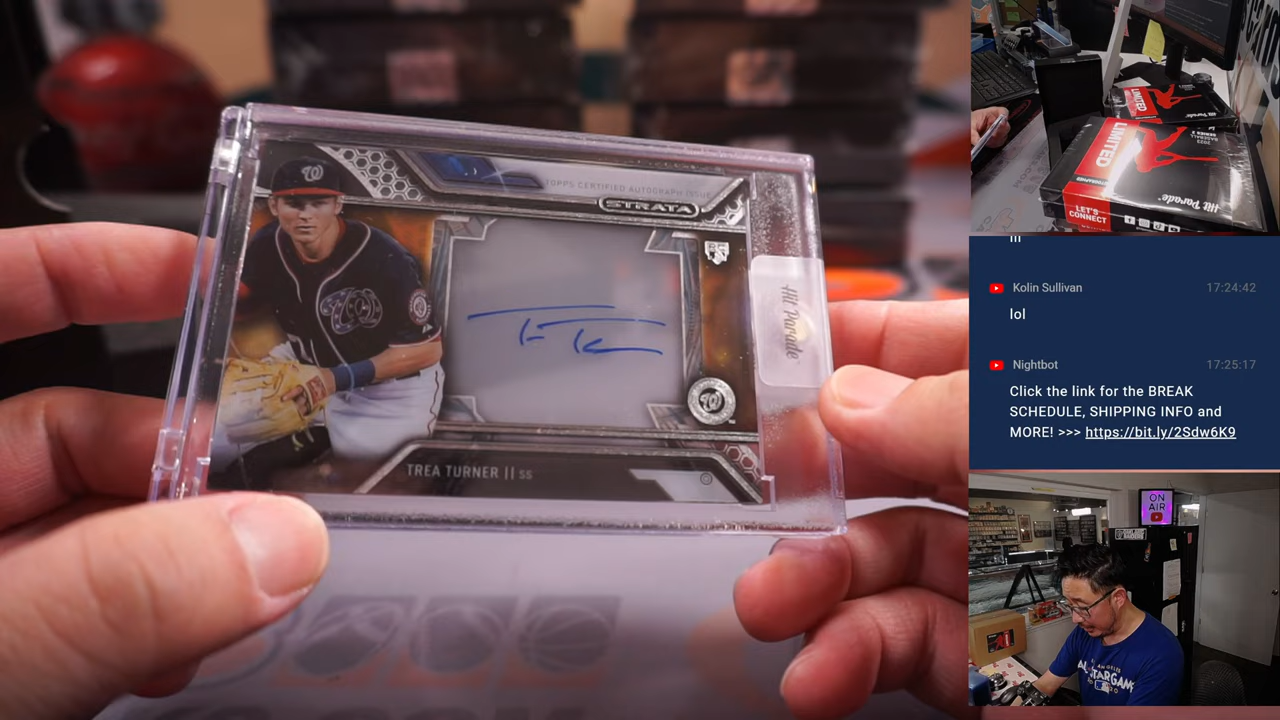 TOPPS CERTIFIED AUTOGRAPH ISSUE
STRATA
W
Hit Parade
TREA TURNER || SS
LIMITED
LIMITED
Hit Parade
LET'S
CONNECT
Kolin Sullivan 17:24:42
lol
Nightbot 17:25:17
Click the link for the BREAK
SCHEDULE, SHIPPING INFO and
MORE! >>> https://bit.ly/2Sdw6K9
ON
AIR